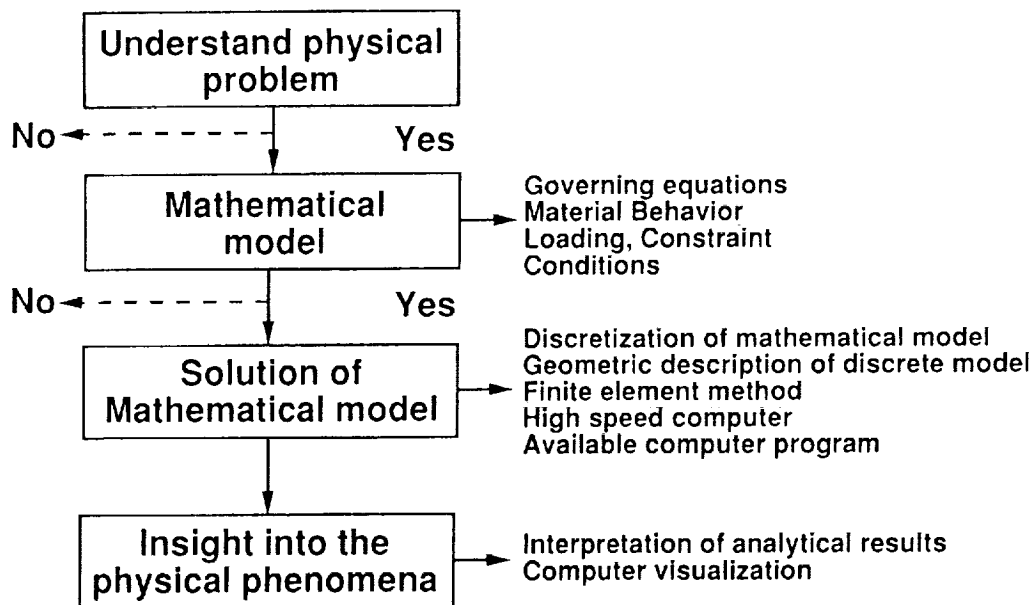 Understand physical
problem
No
Yes
Mathematical
model
Governing equations
Material Behavior
Loading, Constraint
Conditions
No
Yes
Solution of
Mathematical model
Discretization of mathematical model
Geometric description of discrete model
Finite element method
High speed computer
Available computer program
Insight into the
physical phenomena
Interpretation of analytical results
Computer visualization